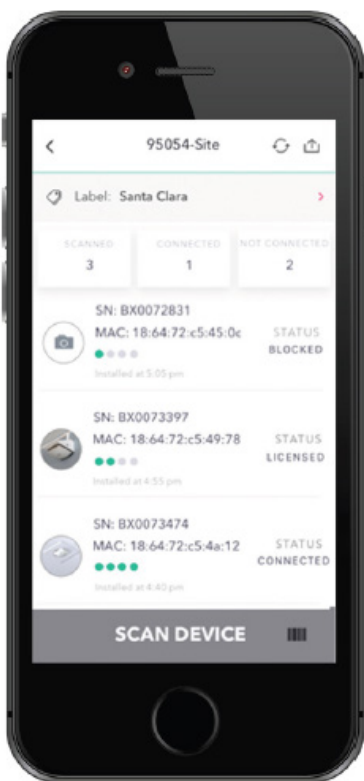 95054-Site
Label: Santa Clara
SCANNED CONNECTED NOT CONNECTED
3 1 2
SN: BX0072831
MAC: 18:64:72:c5:45:0c
STATUS
BLOCKED
Installed at 5:05 pm
SN: BX0073397
MAC: 18:64:72:c5:49:78
STATUS
LICENSED
Installed at 4:55 pm
SN: BX0073474
MAC: 18:64:72:c5:4a:12
STATUS
CONNECTED
Installed at 4:40 pm
SCAN DEVICE